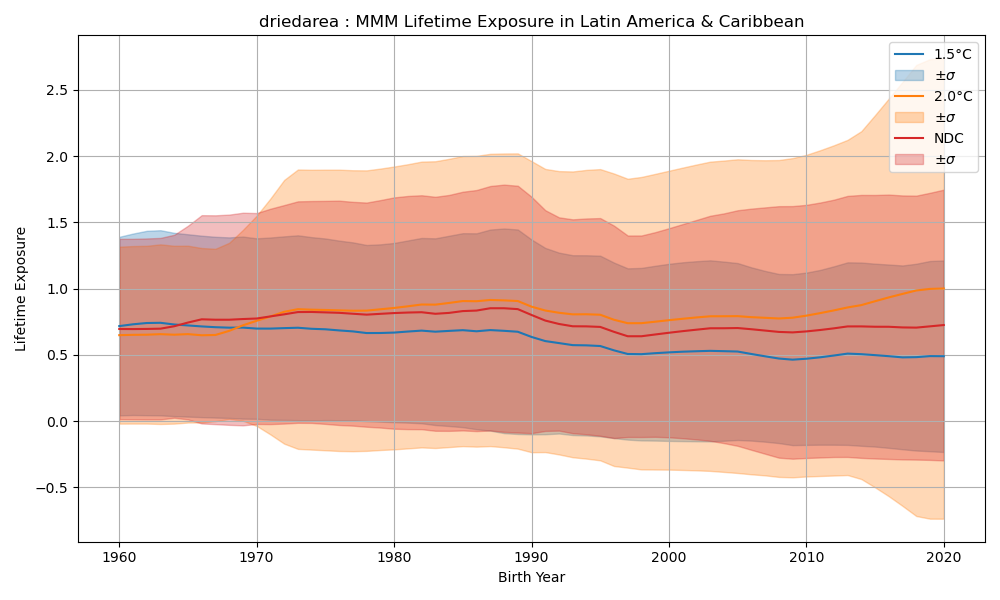 driedarea : MMM Lifetime Exposure in Latin America & Caribbean
1.5°C
±σ
2.0°C
±σ
NDC
±σ
Lifetime Exposure
2.5
2.0
1.5
1.0
0.5
0.0
−0.5
1960 1970 1980 1990 2000 2010 2020
Birth Year